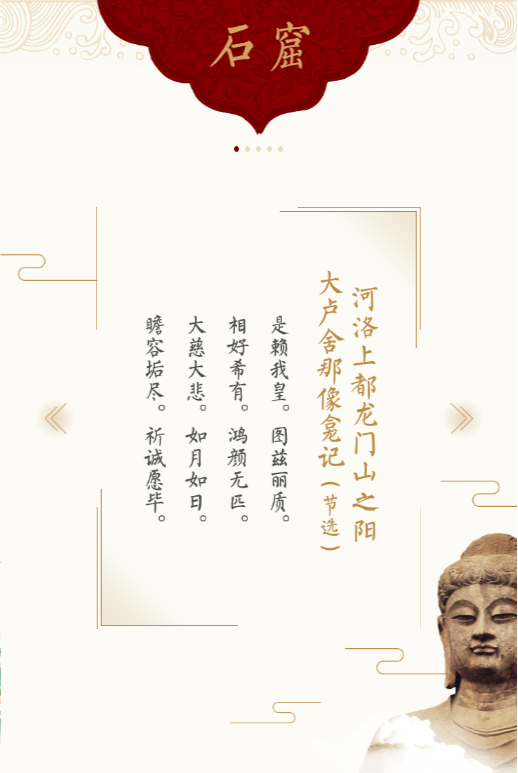 石窟
河洛上都龙门山之阳
大卢舍那像龛记(节选)
是赖我皇。图兹丽质。
相好希有。鸿颜无匹。
大慈大悲。如月如日。
瞻容垢尽。祈诚愿毕。